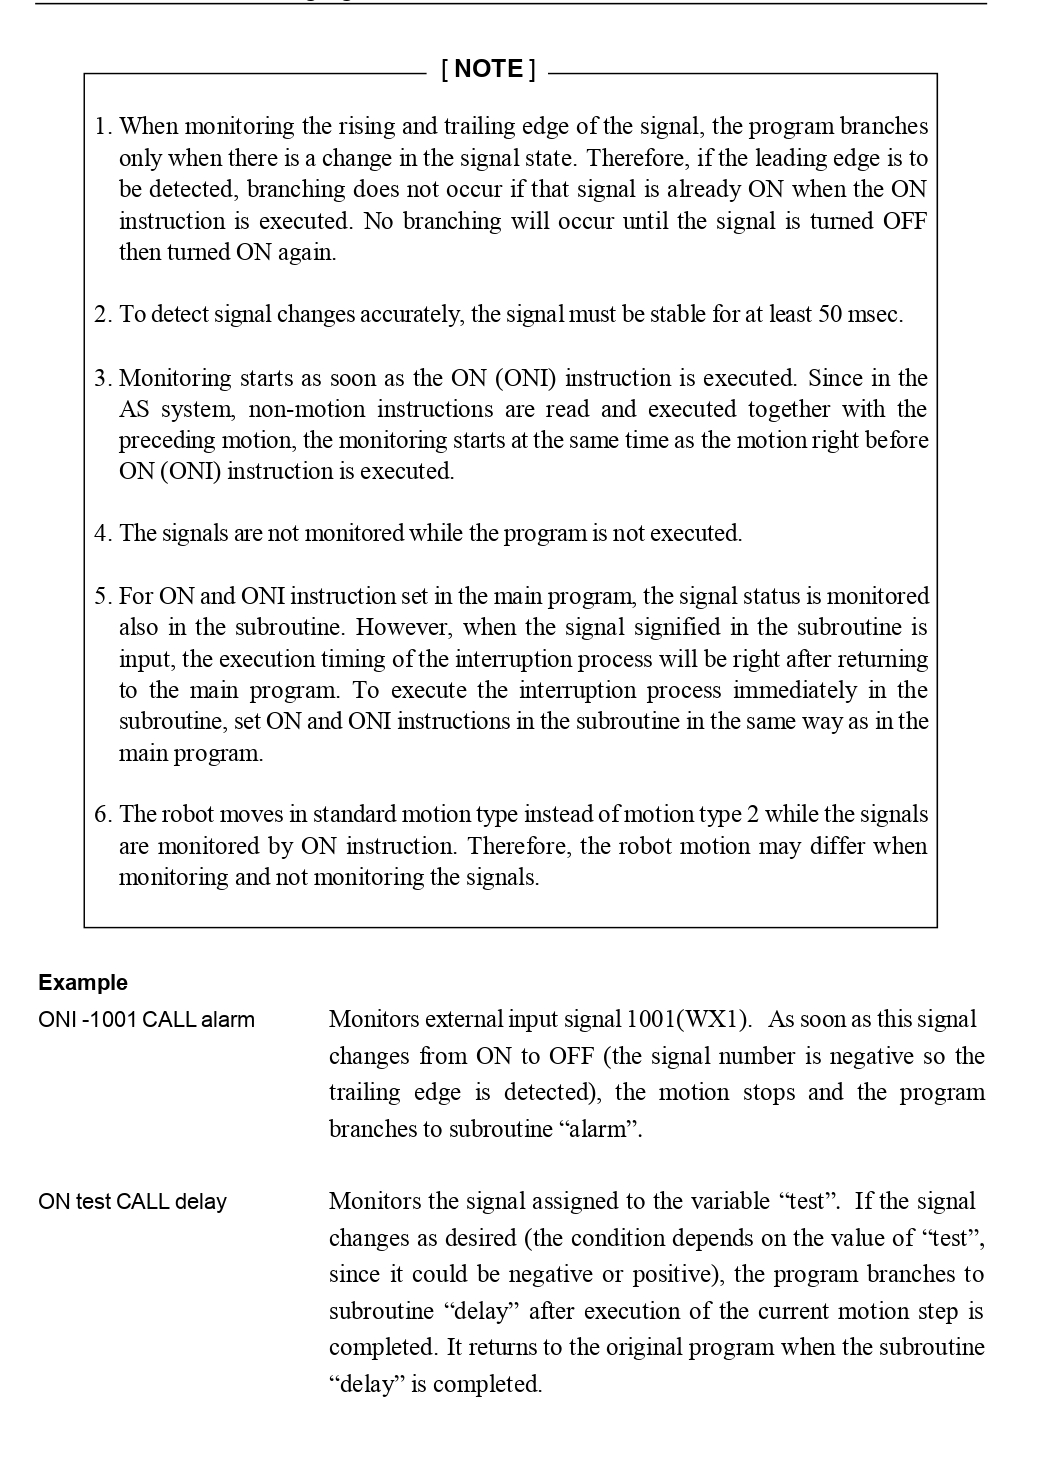 [ NOTE ]
1. When monitoring the rising and trailing edge of the signal, the program branches
only when there is a change in the signal state. Therefore, if the leading edge is to
be detected, branching does not occur if that signal is already ON when the ON
instruction is executed. No branching will occur until the signal is turned OFF
then turned ON again.
2. To detect signal changes accurately, the signal must be stable for at least 50 msec.
3. Monitoring starts as soon as the ON (ONI) instruction is executed. Since in the
AS system, non-motion instructions are read and executed together with the
preceding motion, the monitoring starts at the same time as the motion right before
ON (ONI) instruction is executed.
4. The signals are not monitored while the program is not executed.
5. For ON and ONI instruction set in the main program, the signal status is monitored
also in the subroutine. However, when the signal signified in the subroutine is
input, the execution timing of the interruption process will be right after returning
to the main program. To execute the interruption process immediately in the
subroutine, set ON and ONI instructions in the subroutine in the same way as in the
main program.
6. The robot moves in standard motion type instead of motion type 2 while the signals
are monitored by ON instruction. Therefore, the robot motion may differ when
monitoring and not monitoring the signals.
Example
ONI -1001 CALL alarm Monitors external input signal 1001(WX1). As soon as this signal
changes from ON to OFF (the signal number is negative so the
trailing edge is detected), the motion stops and the program
branches to subroutine “alarm”.
ON test CALL delay Monitors the signal assigned to the variable “test”. If the signal
changes as desired (the condition depends on the value of “test”,
since it could be negative or positive), the program branches to
subroutine “delay” after execution of the current motion step is
completed. It returns to the original program when the subroutine
“delay” is completed.